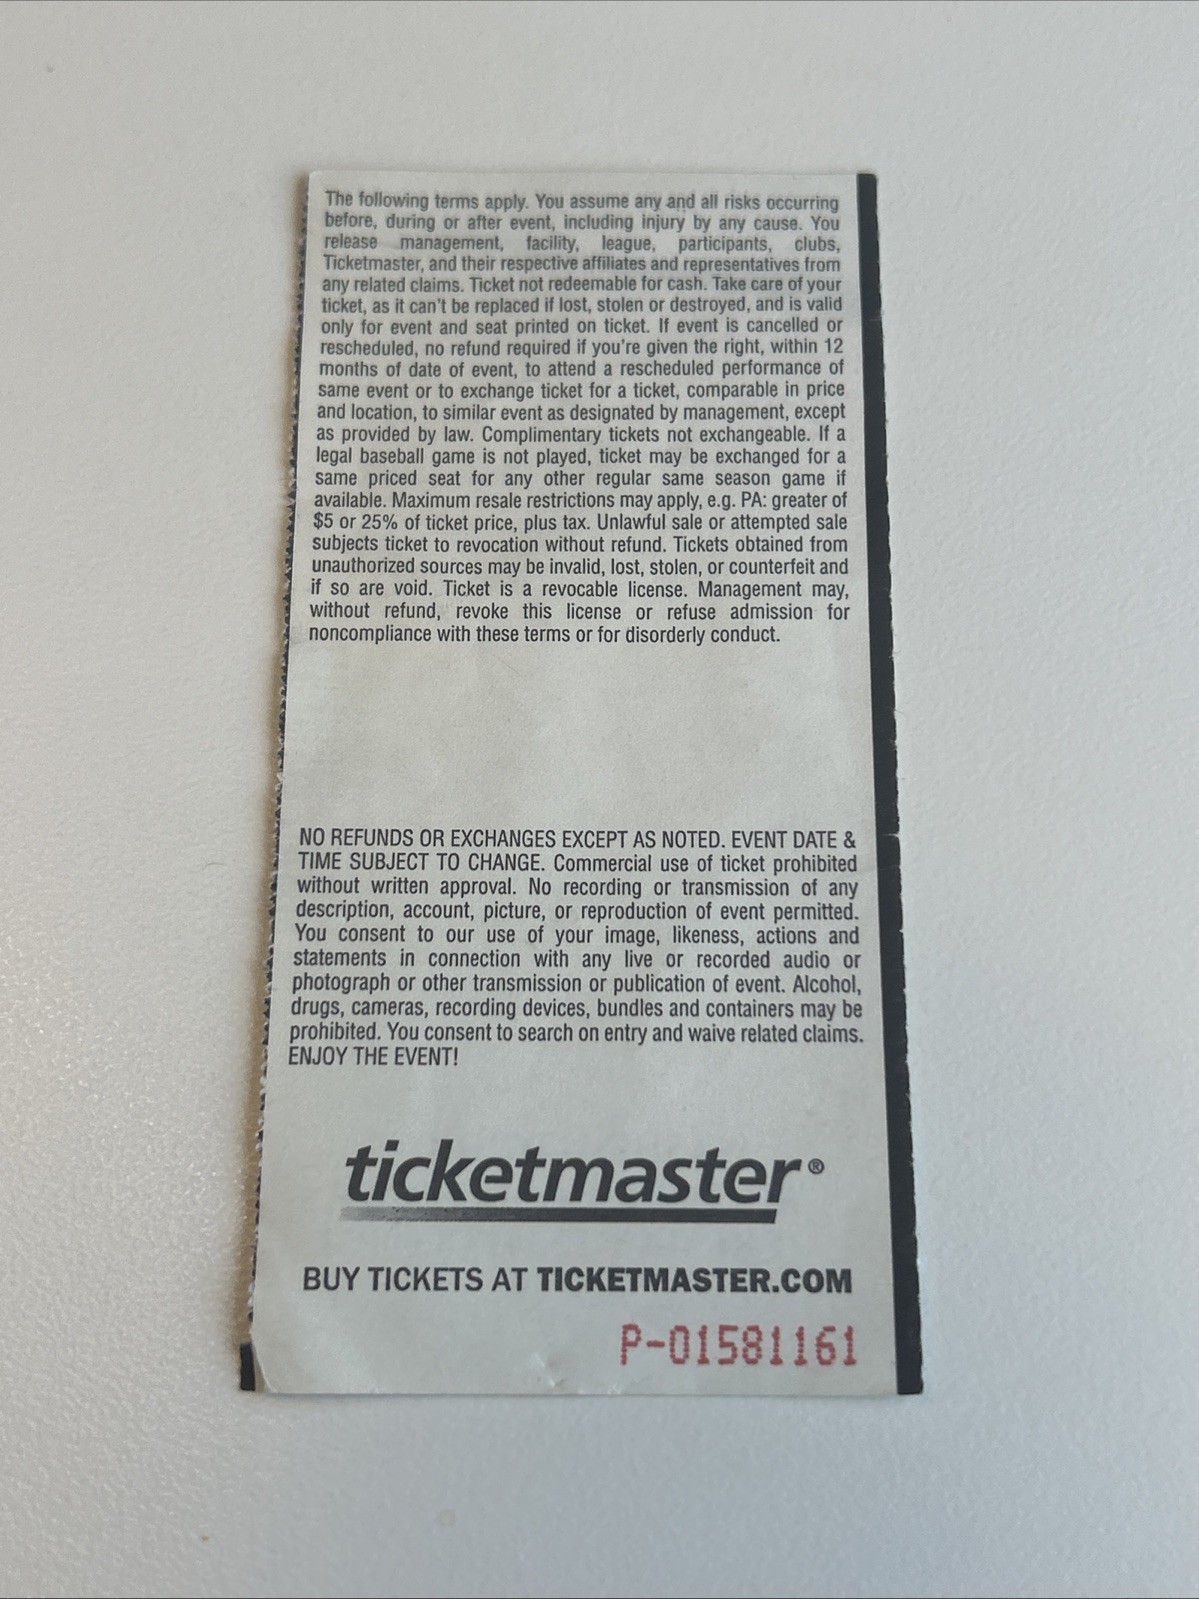 The following terms apply. You assume any and all risks occurring
before, during or after event, including injury by any cause. You
release management, facility, league, participants, clubs,
Ticketmaster, and their respective affiliates and representatives from
any related claims. Ticket not redeemable for cash. Take care of your
ticket, as it can't be replaced if lost, stolen or destroyed, and is valid
only for event and seat printed on ticket. If event is cancelled or
rescheduled, no refund required if you're given the right, within 12
months of date of event, to attend a rescheduled performance of
same event or to exchange ticket for a ticket, comparable in price
and location, to similar event as designated by management, except
as provided by law. Complimentary tickets not exchangeable. If a
legal baseball game is not played, ticket may be exchanged for a
same priced seat for any other regular same season game if
available. Maximum resale restrictions may apply, e.g. PA: greater of
$5 or 25% of ticket price, plus tax. Unlawful sale or attempted sale
subjects ticket to revocation without refund. Tickets obtained from
unauthorized sources may be invalid, lost, stolen, or counterfeit and
if so are void. Ticket is a revocable license. Management may,
without refund, revoke this license or refuse admission for
noncompliance with these terms or for disorderly conduct.
NO REFUNDS OR EXCHANGES EXCEPT AS NOTED. EVENT DATE &
TIME SUBJECT TO CHANGE. Commercial use of ticket prohibited
without written approval. No recording or transmission of any
description, account, picture, or reproduction of event permitted.
You consent to our use of your image, likeness, actions and
statements in connection with any live or recorded audio or
photograph or other transmission or publication of event. Alcohol,
drugs, cameras, recording devices, bundles and containers may be
prohibited. You consent to search on entry and waive related claims.
ENJOY THE EVENT!
ticketmaster®
BUY TICKETS AT TICKETMASTER.COM
P-01581161